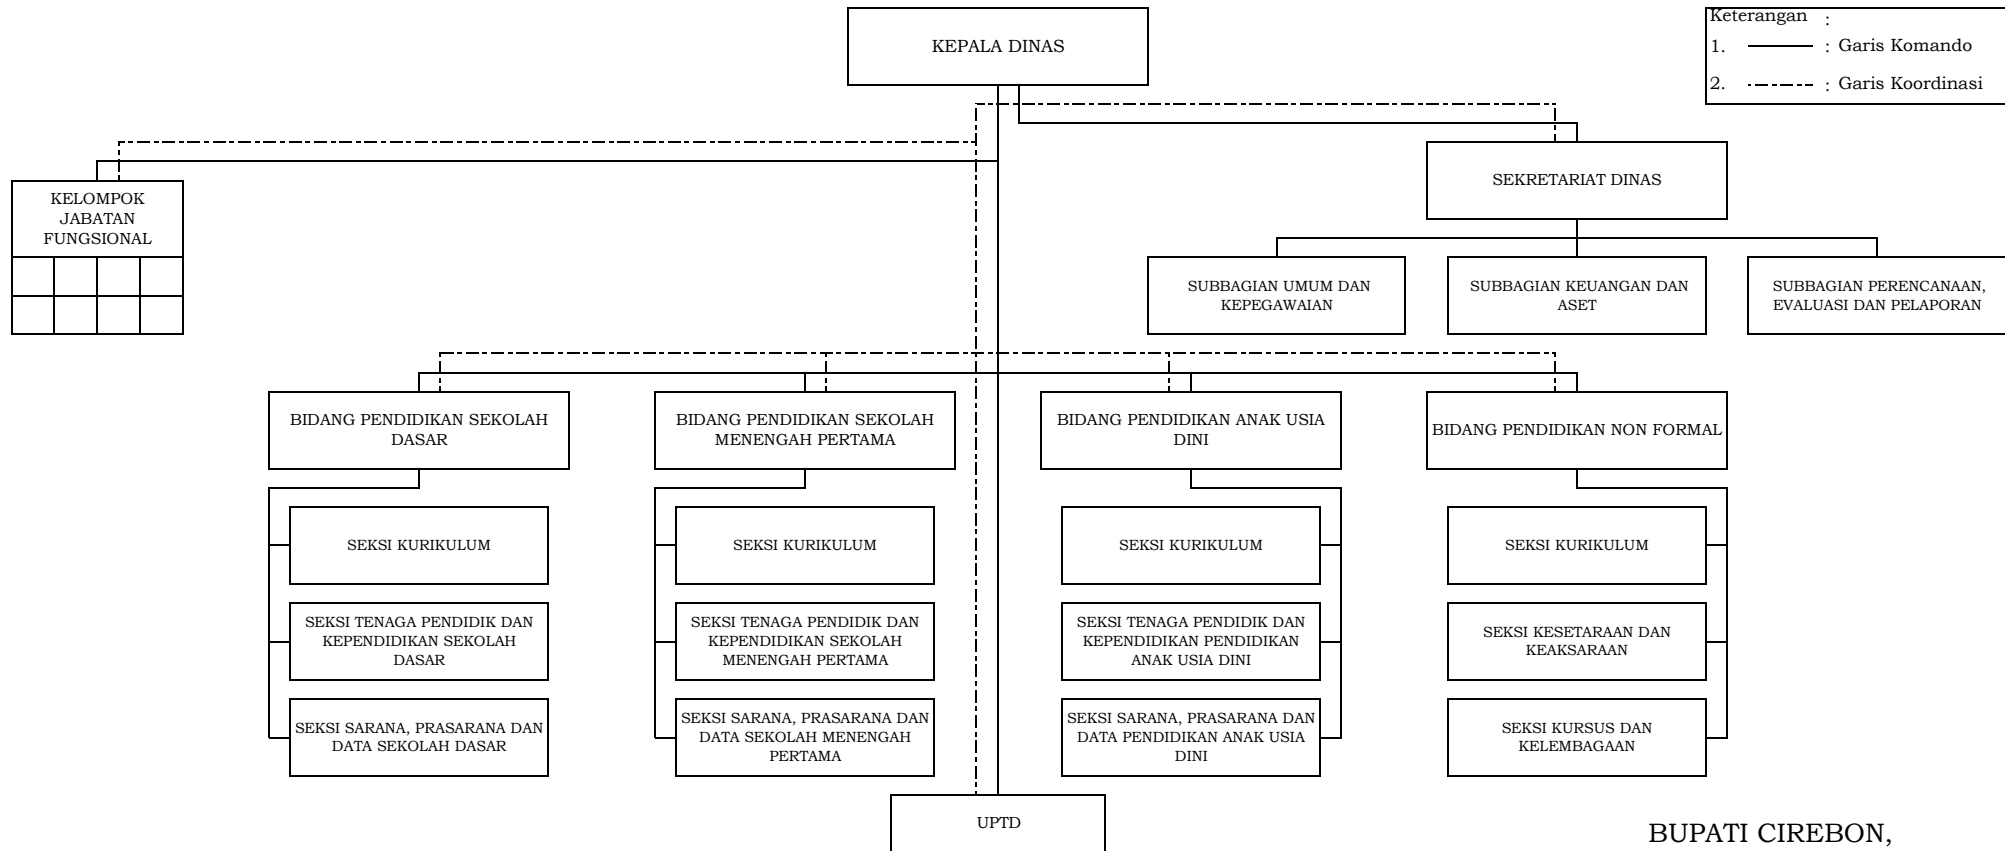 KEPALA DINAS
Keterangan :
1. : Garis Komando
2. : Garis Koordinasi
KELOMPOK
JABATAN
FUNGSIONAL
SEKRETARIAT DINAS
SUBBAGIAN UMUM DAN
KEPEGAWAIAN
SUBBAGIAN KEUANGAN DAN
ASET
SUBBAGIAN PERENCANAAN,
EVALUASI DAN PELAPORAN
BIDANG PENDIDIKAN SEKOLAH
DASAR
BIDANG PENDIDIKAN SEKOLAH
MENENGAH PERTAMA
BIDANG PENDIDIKAN ANAK USIA
DINI
BIDANG PENDIDIKAN NON FORMAL
SEKSI KURIKULUM
SEKSI KURIKULUM
SEKSI KURIKULUM
SEKSI KURIKULUM
SEKSI TENAGA PENDIDIK DAN
KEPENDIDIKAN SEKOLAH
DASAR
SEKSI TENAGA PENDIDIK DAN
KEPENDIDIKAN SEKOLAH
MENENGAH PERTAMA
SEKSI TENAGA PENDIDIK DAN
KEPENDIDIKAN PENDIDIKAN
ANAK USIA DINI
SEKSI KESETARAAN DAN
KEAKSARAAN
SEKSI SARANA, PRASARANA DAN
DATA SEKOLAH DASAR
SEKSI SARANA, PRASARANA DAN
DATA SEKOLAH MENENGAH
PERTAMA
SEKSI SARANA, PRASARANA DAN
DATA PENDIDIKAN ANAK USIA
DINI
SEKSI KURSUS DAN
KELEMBAGAAN
UPTD
BUPATI CIREBON,